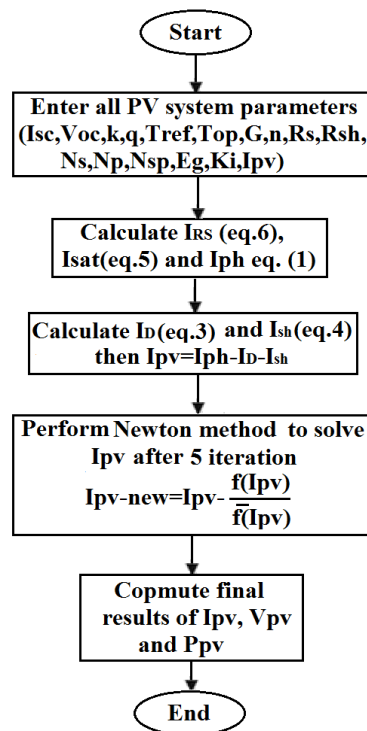 Start
Enter all PV system parameters
(Isc,Voc,k,q,Tref,Top,G,n,Rs,Rsh,
Ns,Np,Nsp,Eg,Ki,Ipv)
Calculate IRS (eq.6),
Isat(eq.5) and Iph eq. (1)
Calculate ID(eq.3) and Ish(eq.4)
then Ipv=Iph-ID-Ish
Perform Newton method to solve
Ipv after 5 iteration
Ipv-new=Ipv- f(Ipv)
f̄(Ipv)
Copmute final
results of Ipv, Vpv
and Ppv
End